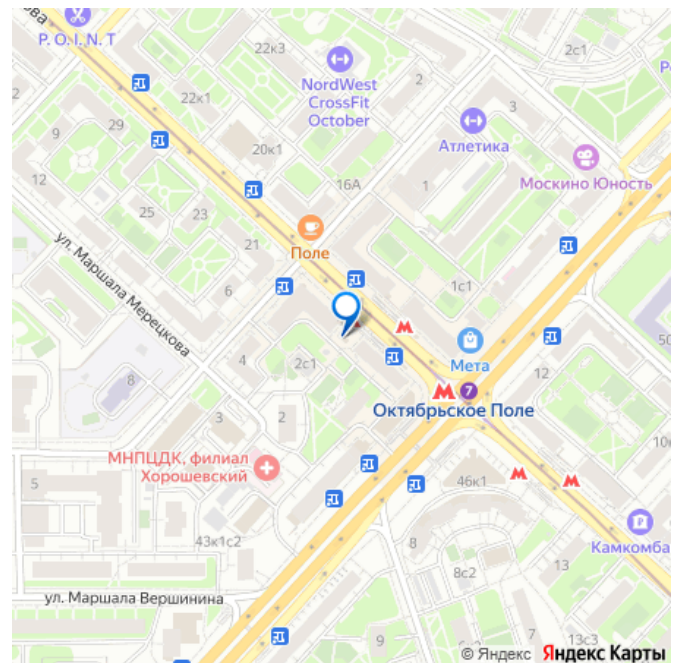 ова
P. O. I. N. T
22к3
NordWest
CrossFit
October
2
2с1
22к1
3
Атлетика
9
29
20к1
Москино Юность
12
16А
1
25
23
Поле
21
ул. Маршала Мерецкова
6
1с1
М
Мета
50
4
2с1
8
М
7
12
Октябрьское Поле
3
2
МНПЦДК, филиал
Хорошевский
10
5
46к1
М
М
43к1с2
8
Камкомба
8с2
13
ул. Маршала Вершинина
7
9
13с3
© Яндекс
Яндекс Карты